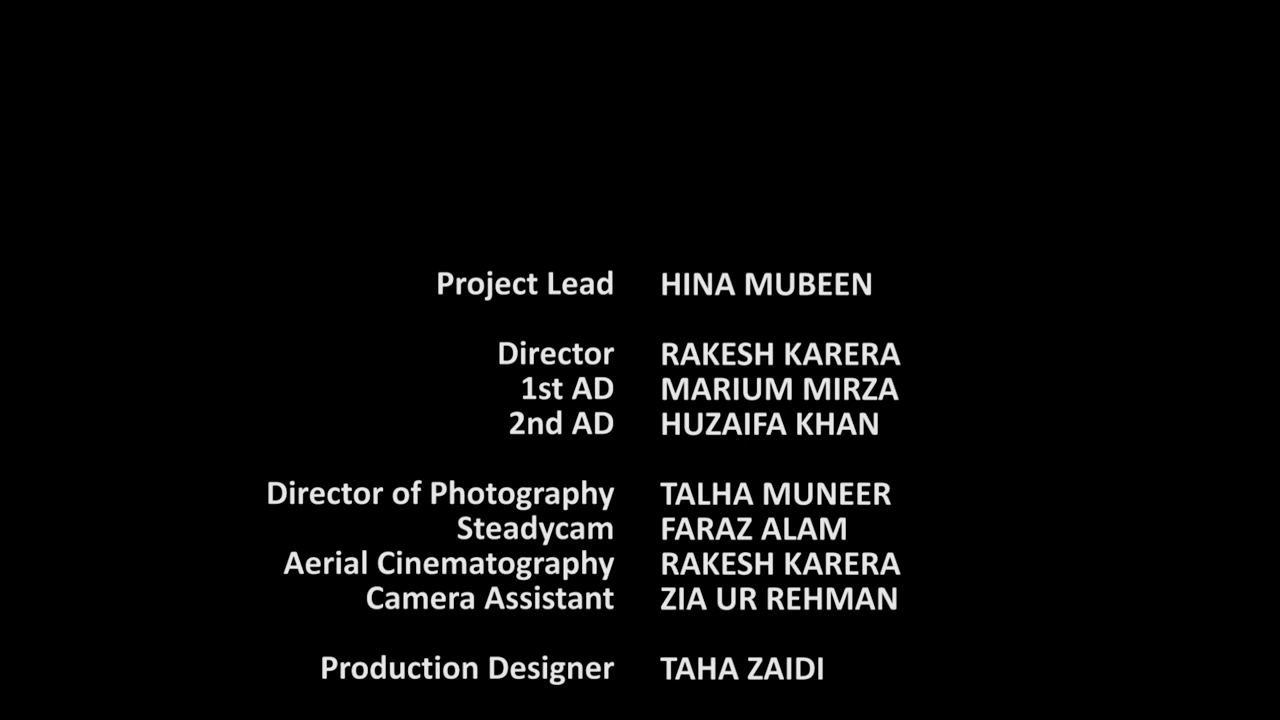 Project Lead HINA MUBEEN
Director RAKESH KARERA
1st AD MARIUM MIRZA
2nd AD HUZAIFA KHAN
Director of Photography TALHA MUNEER
Steadycam FARAZ ALAM
Aerial Cinematography RAKESH KARERA
Camera Assistant ZIA UR REHMAN
Production Designer TAHA ZAIDI